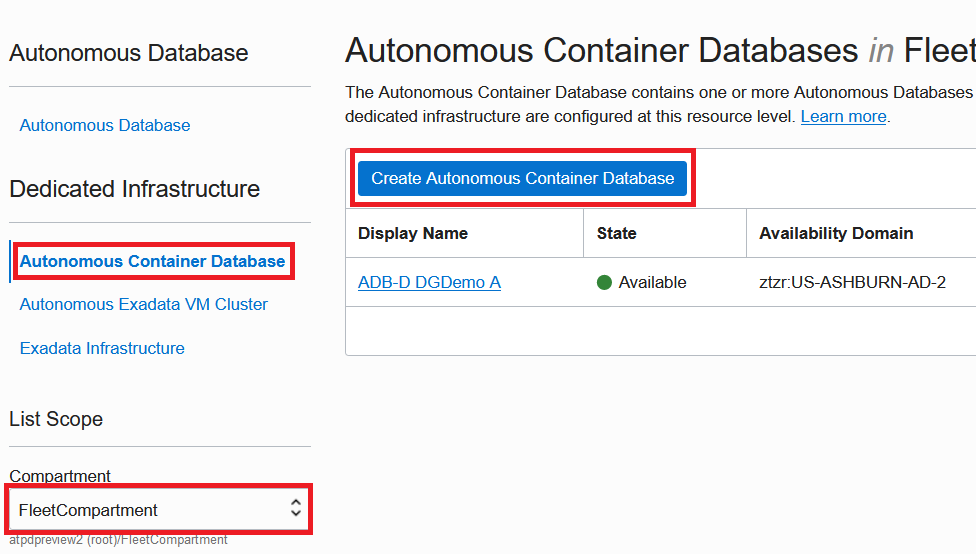 Autonomous Database
Autonomous Database
Dedicated Infrastructure
Autonomous Container Database
Autonomous Exadata VM Cluster
Exadata Infrastructure
List Scope
Compartment
FleetCompartment
atpdpreview2 (root)/FleetCompartment
Autonomous Container Databases in Fleet
The Autonomous Container Database contains one or more Autonomous Databases
dedicated infrastructure are configured at this resource level. Learn more.
Create Autonomous Container Database
Display Name State Availability Domain
ADB-D DGDemo A Available ztzr:US-ASHBURN-AD-2